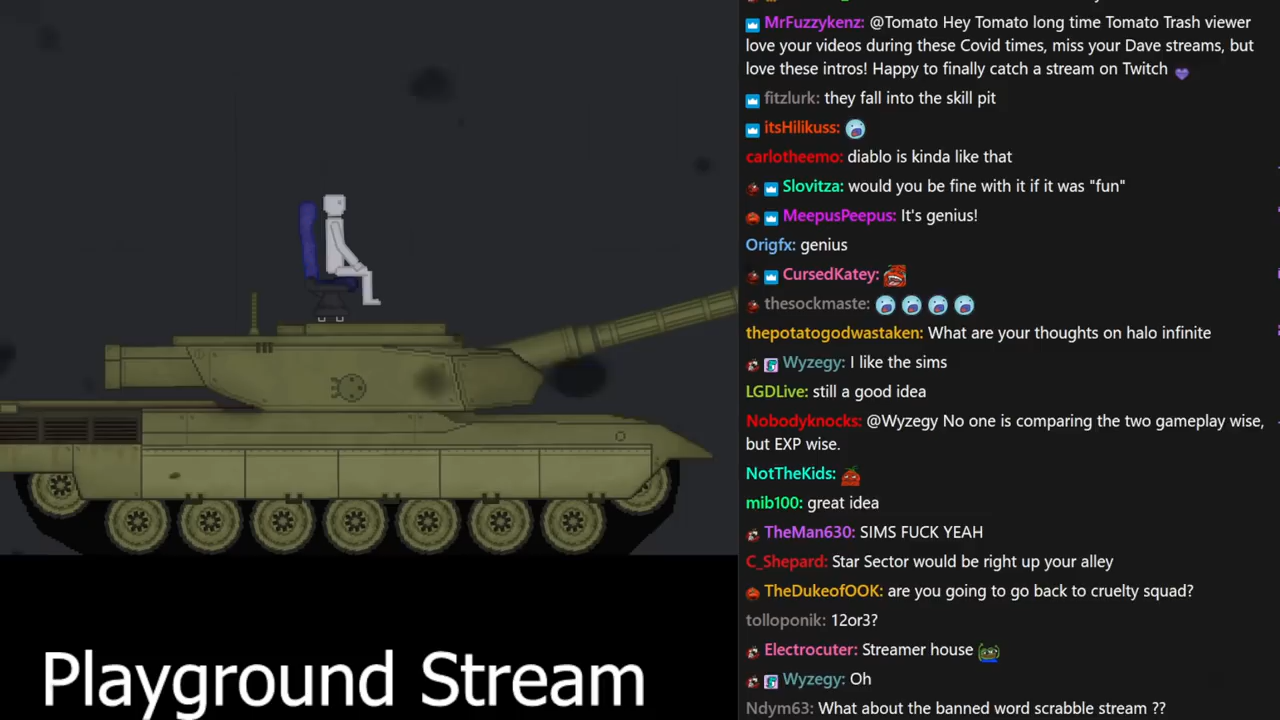 MrFuzzykenz: @Tomato Hey Tomato long time Tomato Trash viewer
love your videos during these Covid times, miss your Dave streams, but
love these intros! Happy to finally catch a stream on Twitch
fitzlurk: they fall into the skill pit
itsHilikuss:
carlotheemo: diablo is kinda like that
Slovitza: would you be fine with it if it was "fun"
MeepusPeepus: It's genius!
Origfx: genius
CursedKatey:
thesockmaste:
thepotatogodwastaken: What are your thoughts on halo infinite
Wyzegy: I like the sims
LGDLive: still a good idea
Nobodyknocks: @Wyzegy No one is comparing the two gameplay wise,
but EXP wise.
NotTheKids:
mib100: great idea
TheMan630: SIMS FUCK YEAH
C_Shepard: Star Sector would be right up your alley
TheDukeofOOK: are you going to go back to cruelty squad?
tolloponik: 12or3?
Electrocuter: Streamer house
Wyzegy: Oh
Ndym63: What about the banned word scrabble stream ??
Playground Stream